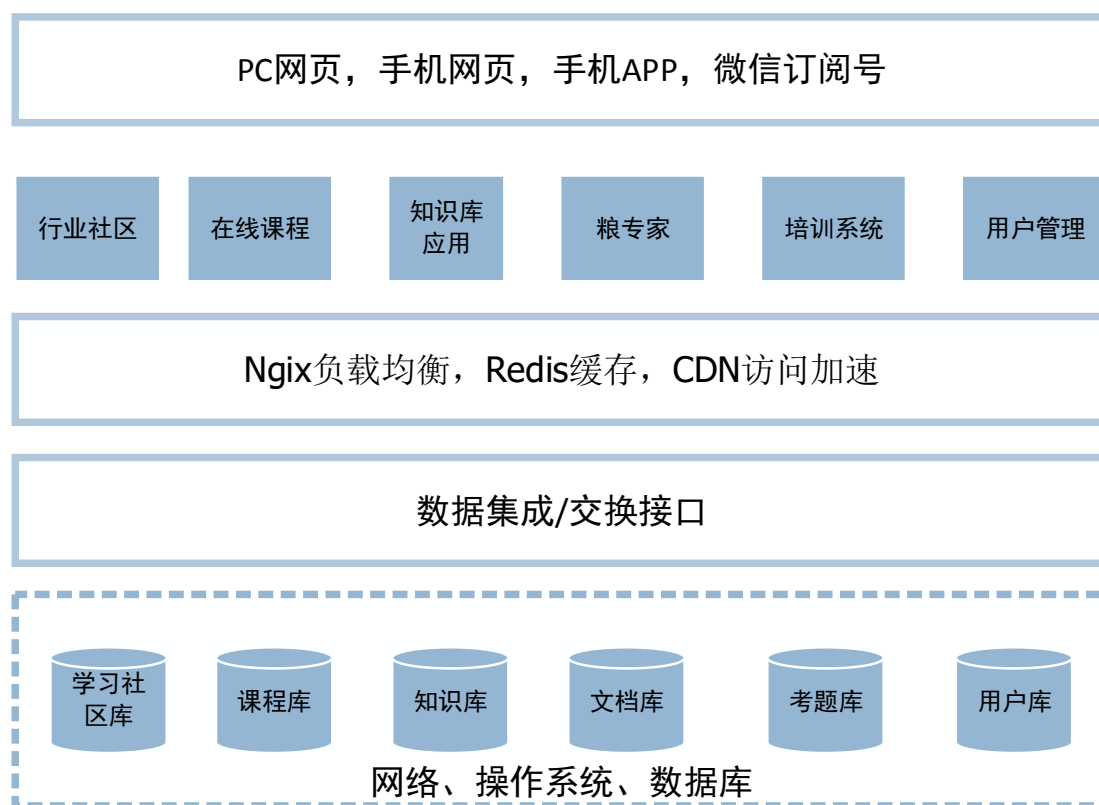 PC网页，手机网页，手机APP，微信订阅号
行业社区
在线课程
知识库
应用
粮专家
培训系统
用户管理
Ngix负载均衡，Redis缓存，CDN访问加速
数据集成/交换接口
学习社
区库
课程库
知识库
文档库
考题库
用户库
网络、操作系统、数据库